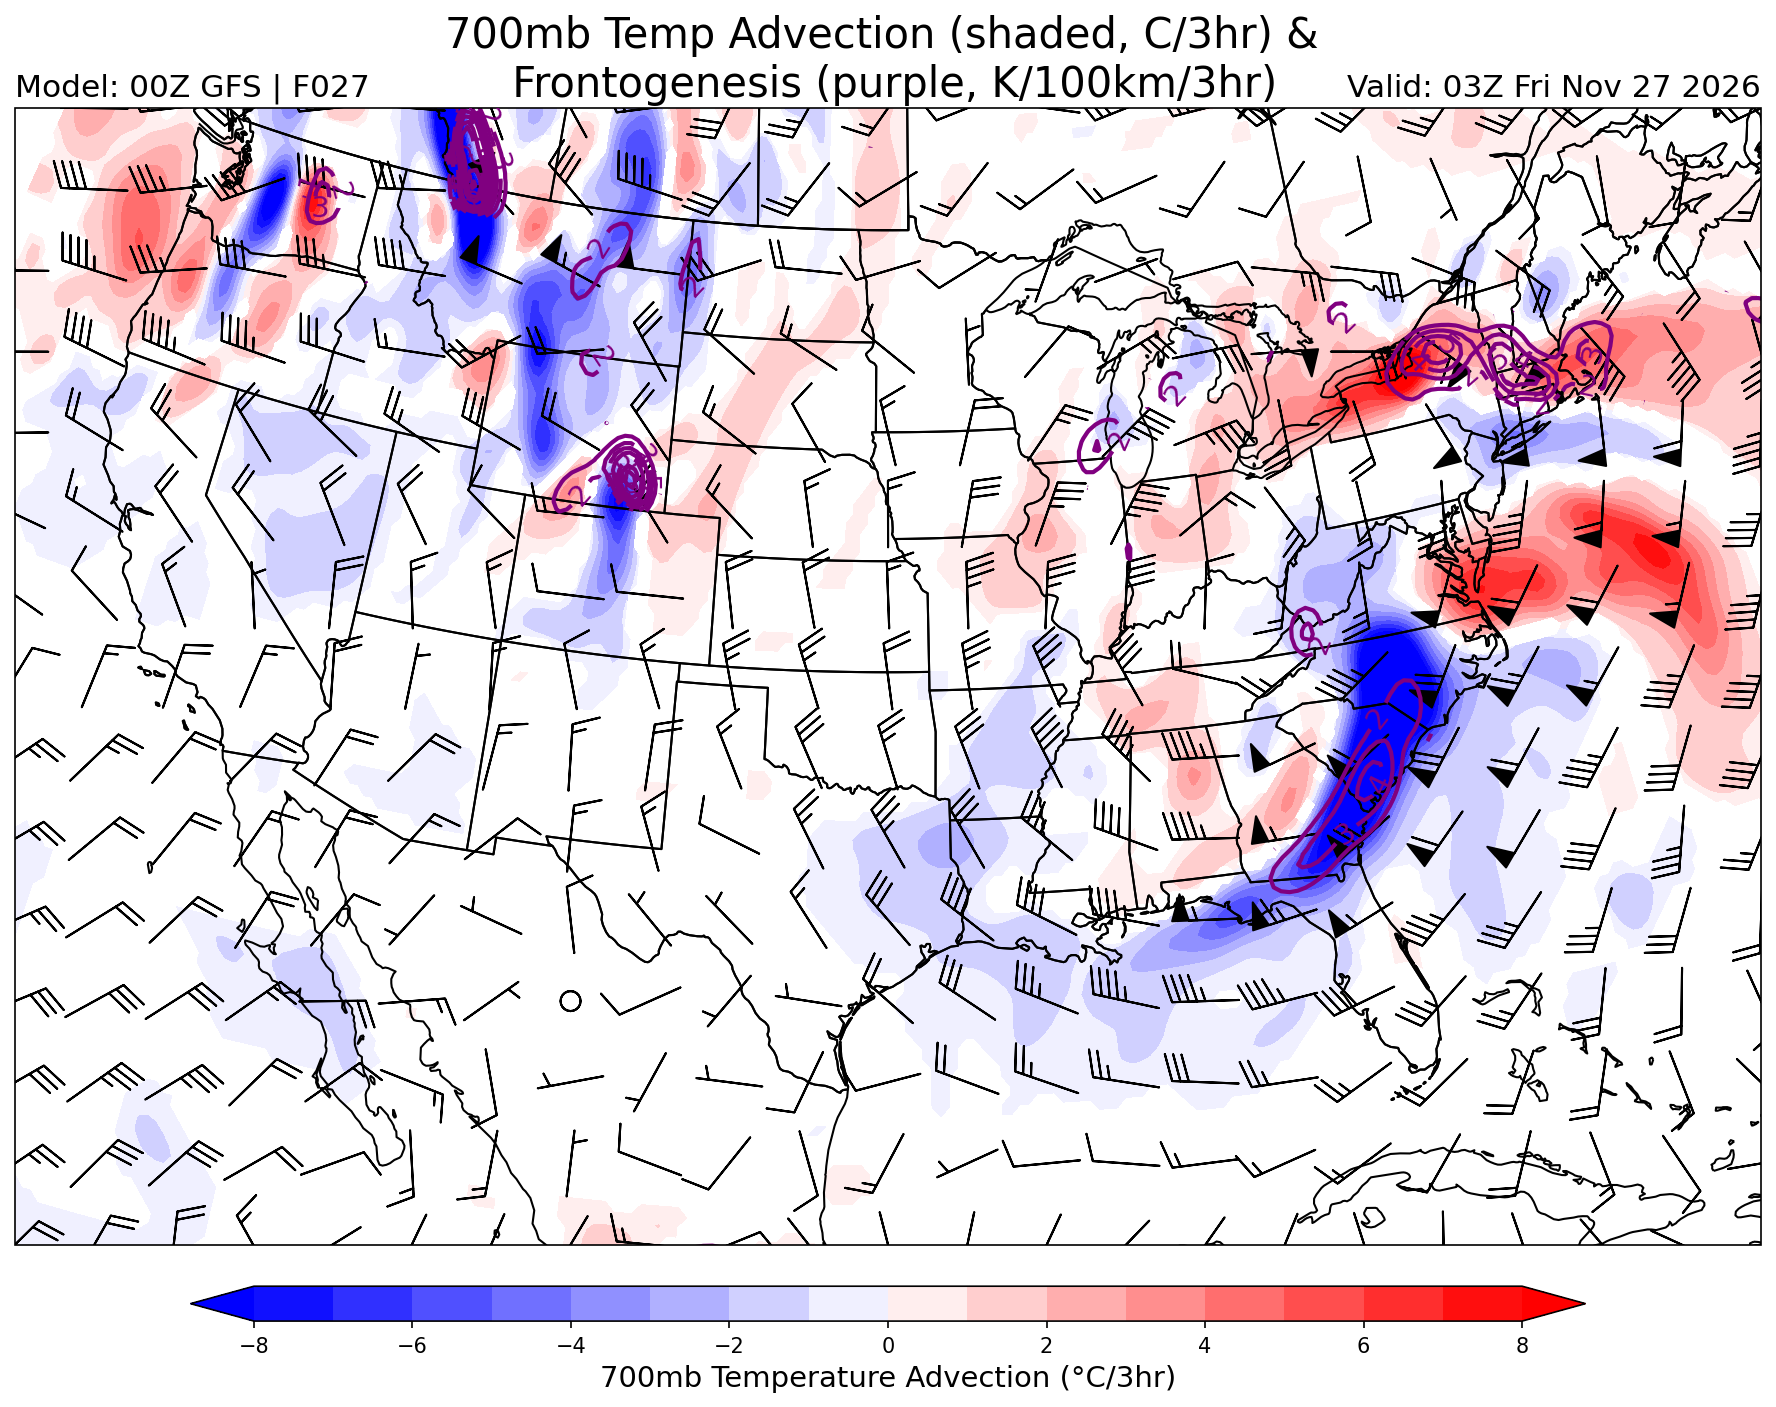 700mb Temp Advection (shaded, C/3hr) &
Frontogenesis (purple, K/100km/3hr)
Model: 00Z GFS | F027
Valid: 03Z Fri Nov 27 2026
−8 −6 −4 −2 0 2 4 6 8
700mb Temperature Advection (°C/3hr)